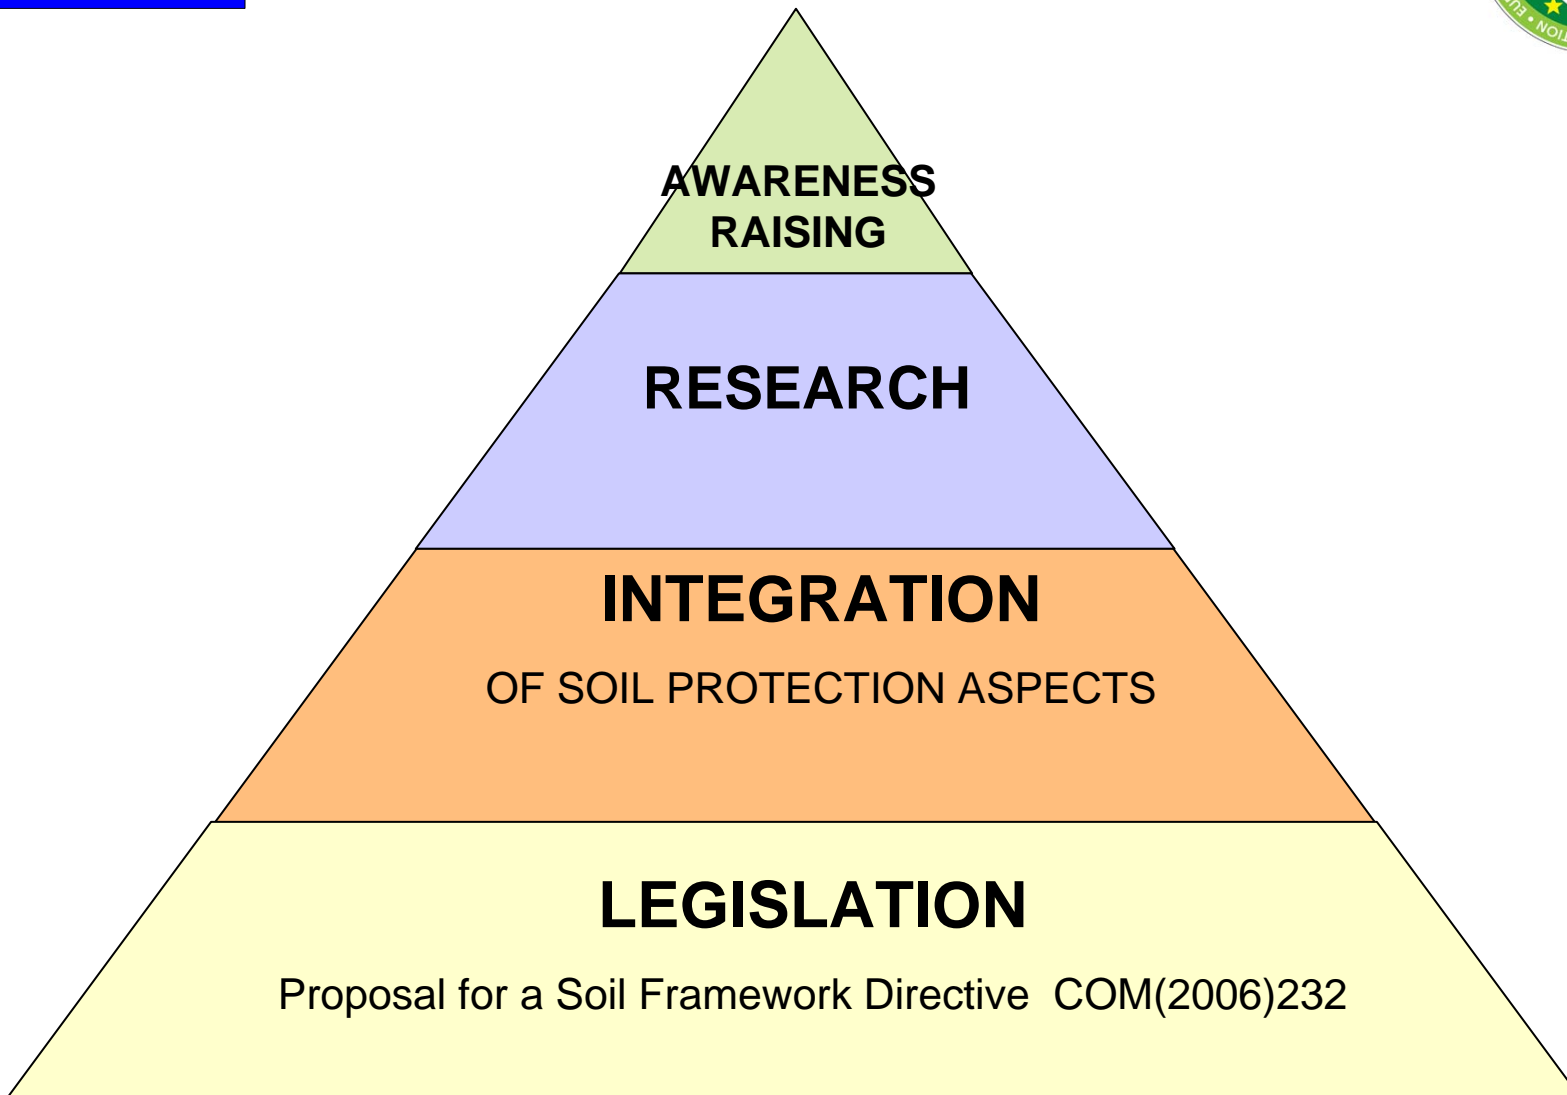 AWARENESS
RAISING
RESEARCH
INTEGRATION
OF SOIL PROTECTION ASPECTS
LEGISLATION
Proposal for a Soil Framework Directive COM(2006)232